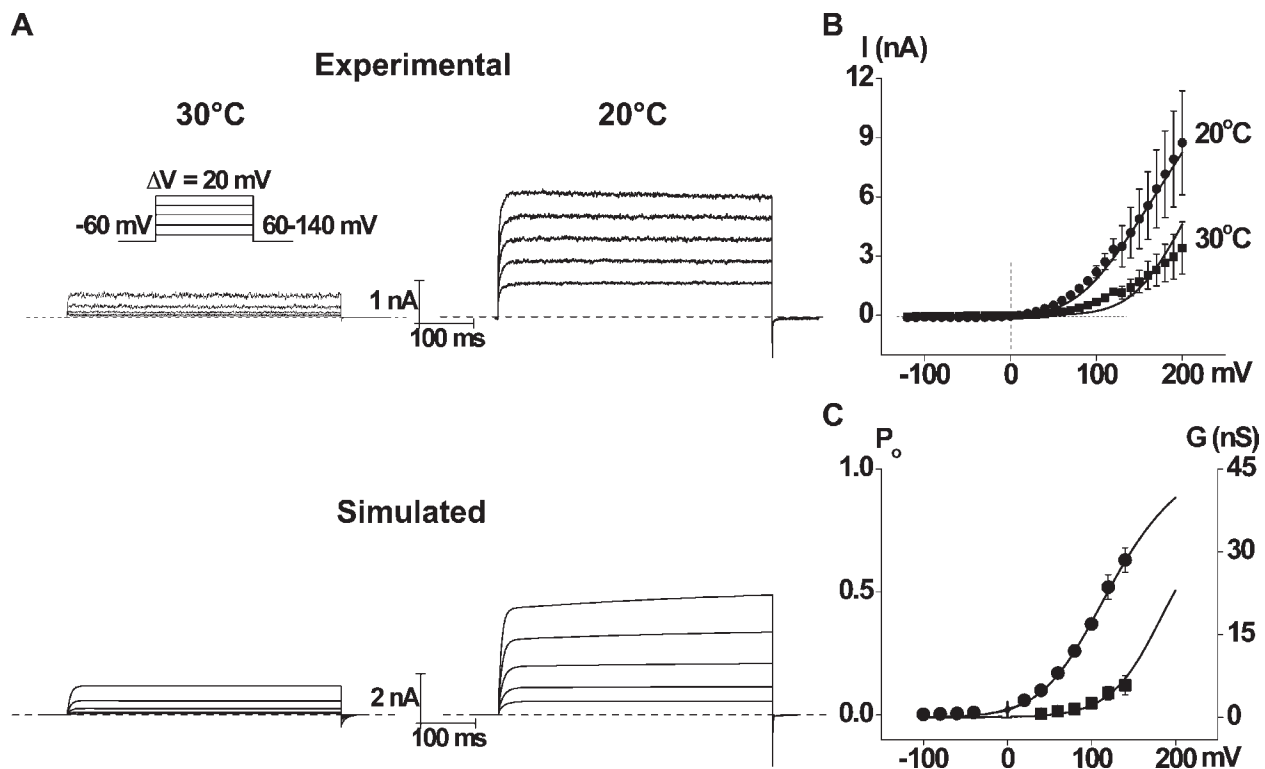 A
Experimental
30°C
20°C
ΔV = 20 mV
-60 mV
60-140 mV
1 nA
100 ms
Simulated
2 nA
100 ms
B
I (nA)
12
9
6
3
0
20°C
30°C
-100
0
100
200 mV
C
Po
G (nS)
1.0
0.5
0.0
45
30
15
0
-100
0
100
200 mV